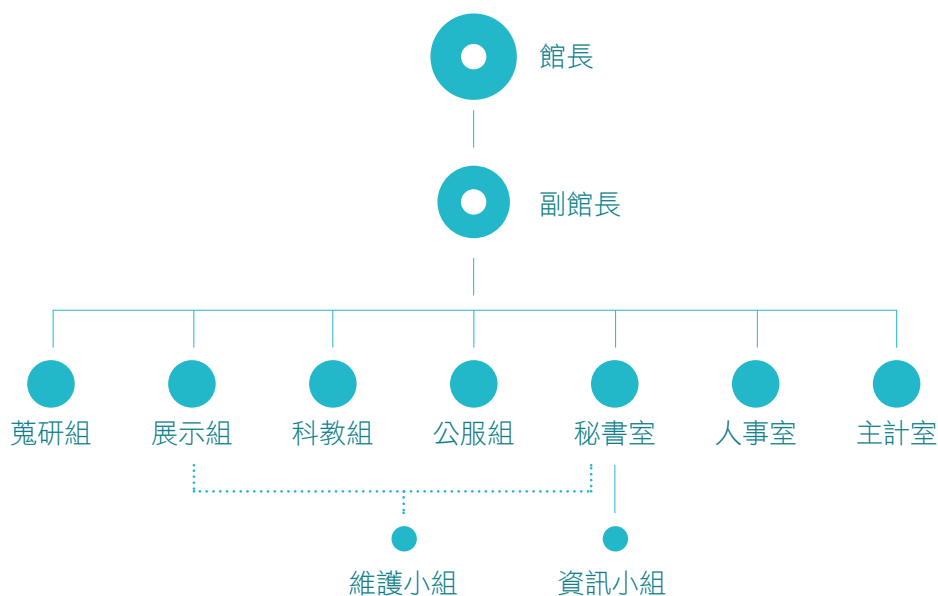 館長
副館長
蒐研組
展示組
科教組
公服組
秘書室
人事室
主計室
維護小組
資訊小組